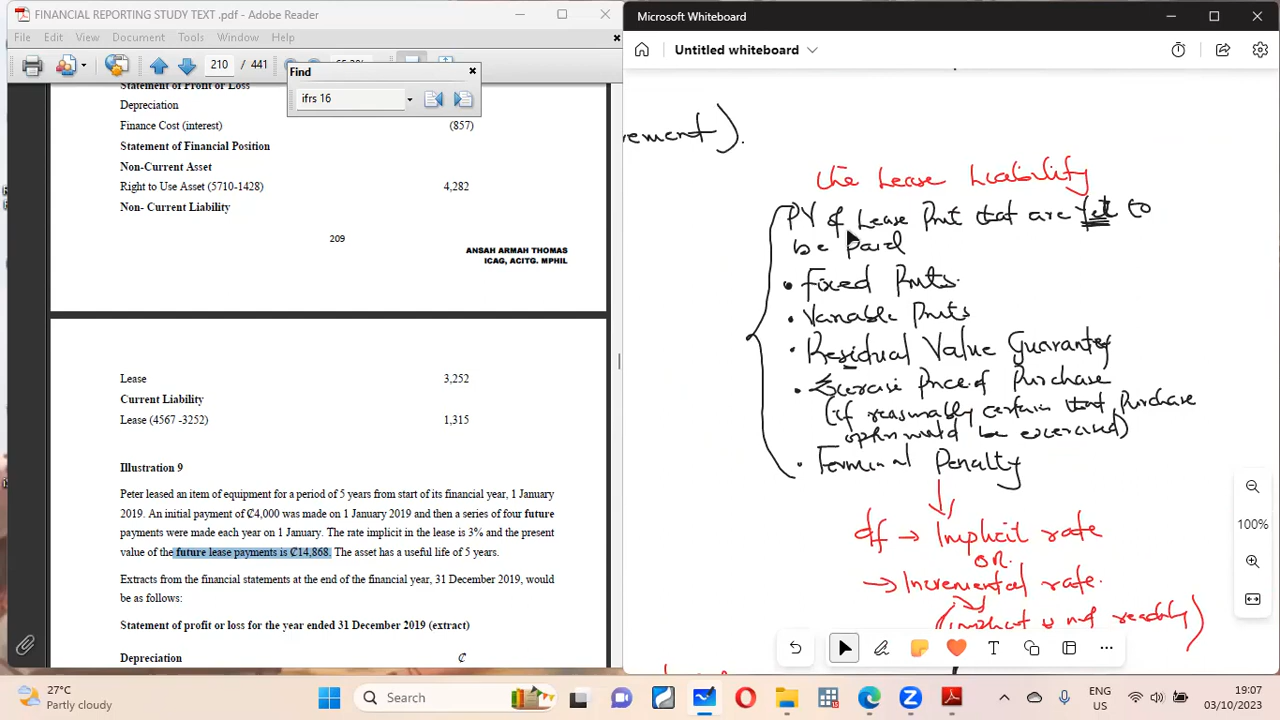 FINANCIAL REPORTING STUDY TEXT .pdf - Adobe Reader
File Edit View Document Tools Window Help
210 / 441
Find
ifrs 16
Statement of Profit or Loss
Depreciation
Finance Cost (interest) (857)
Statement of Financial Position
Non-Current Asset
Right to Use Asset (5710-1428) 4,282
Non- Current Liability
209
ANSAH ARMAH THOMAS
ICAG, ACITG. MPHIL
Lease 3,252
Current Liability
Lease (4567 -3252) 1,315
Illustration 9
Peter leased an item of equipment for a period of 5 years from start of its financial year, 1 January
2019. An initial payment of ₵4,000 was made on 1 January 2019 and then a series of four future
payments were made each year on 1 January. The rate implicit in the lease is 3% and the present
value of the future lease payments is ₵14,868. The asset has a useful life of 5 years.
Extracts from the financial statements at the end of the financial year, 31 December 2019, would
be as follows:
Statement of profit or loss for the year ended 31 December 2019 (extract)
Depreciation ₵
Microsoft Whiteboard
Untitled whiteboard
ement).
The Lease Liability
PV of Lease Pmt that are yet to
be paid
• Fixed Pmts.
• Variable Pmts
• Residual Value Guarantee
• Exercise Price of Purchase
(if reasonably certain that Purchase
option would be exercised)
• Terminal Penalty
df → Implicit rate
OR.
→ Incremental rate.
(implicit is not readily)
100%
27°C
Partly cloudy
Search
ENG
US
19:07
03/10/2023